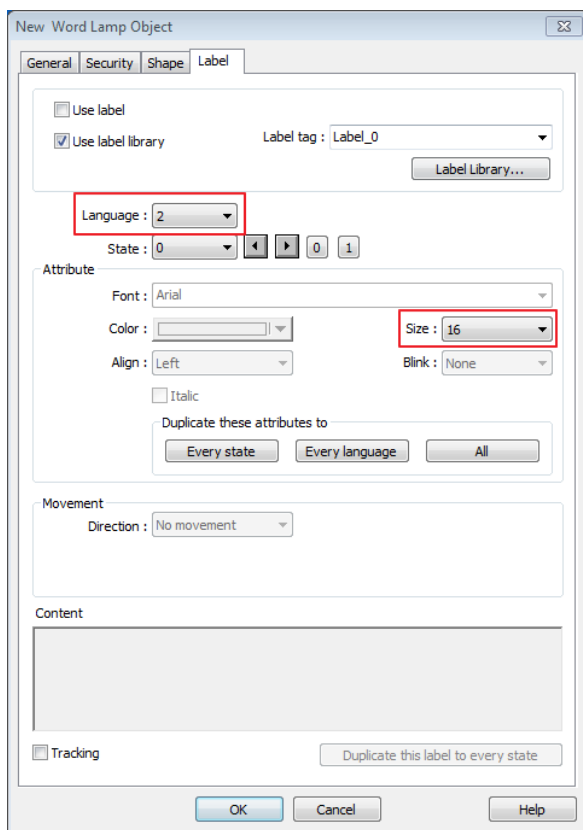 New Word Lamp Object
General Security Shape Label
Use label
Use label library Label tag : Label_0
Label Library...
Language : 2
State : 0 0 1
Attribute
Font : Arial
Color : Size : 16
Align : Left Blink : None
Italic
Duplicate these attributes to
Every state Every language All
Movement
Direction : No movement
Content
Tracking Duplicate this label to every state
OK Cancel Help